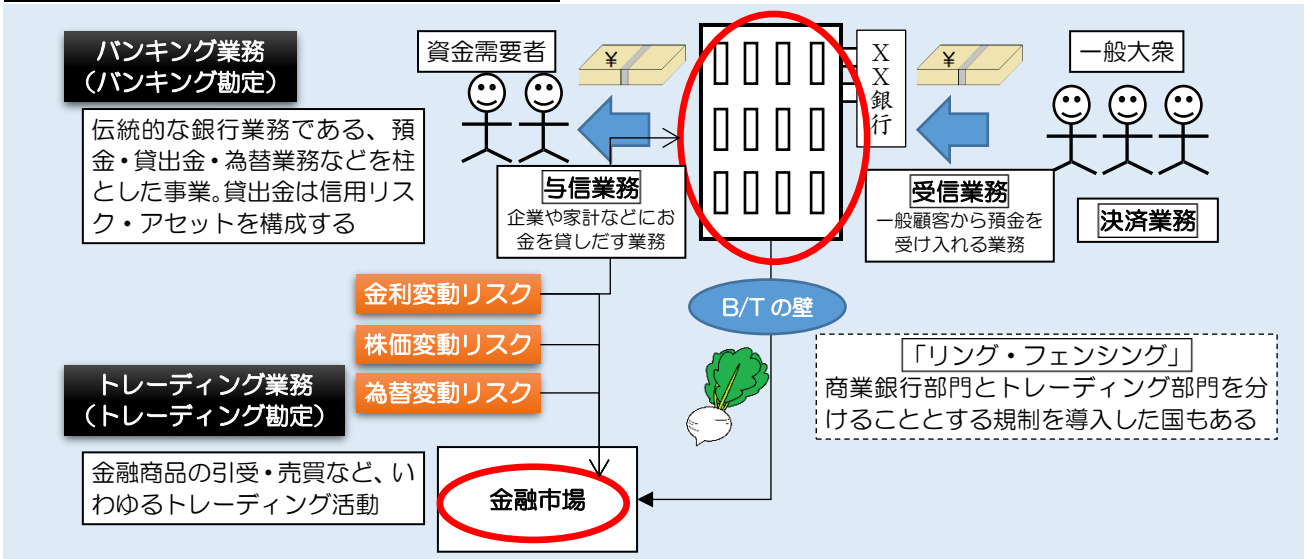 バンキング業務
（バンキング勘定）
伝統的な銀行業務である、預
金・貸出金・為替業務などを柱
とした事業。貸出金は信用リス
ク・アセットを構成する
資金需要者
¥
XX銀行
¥
一般大衆
与信業務
企業や家計などにお
金を貸しだす業務
受信業務
一般顧客から預金を
受け入れる業務
決済業務
金利変動リスク
株価変動リスク
為替変動リスク
B/T の壁
「リング・フェンシング」
商業銀行部門とトレーディング部門を分
けることとする規制を導入した国もある
トレーディング業務
（トレーディング勘定）
金融商品の引受・売買など、い
わゆるトレーディング活動
金融市場